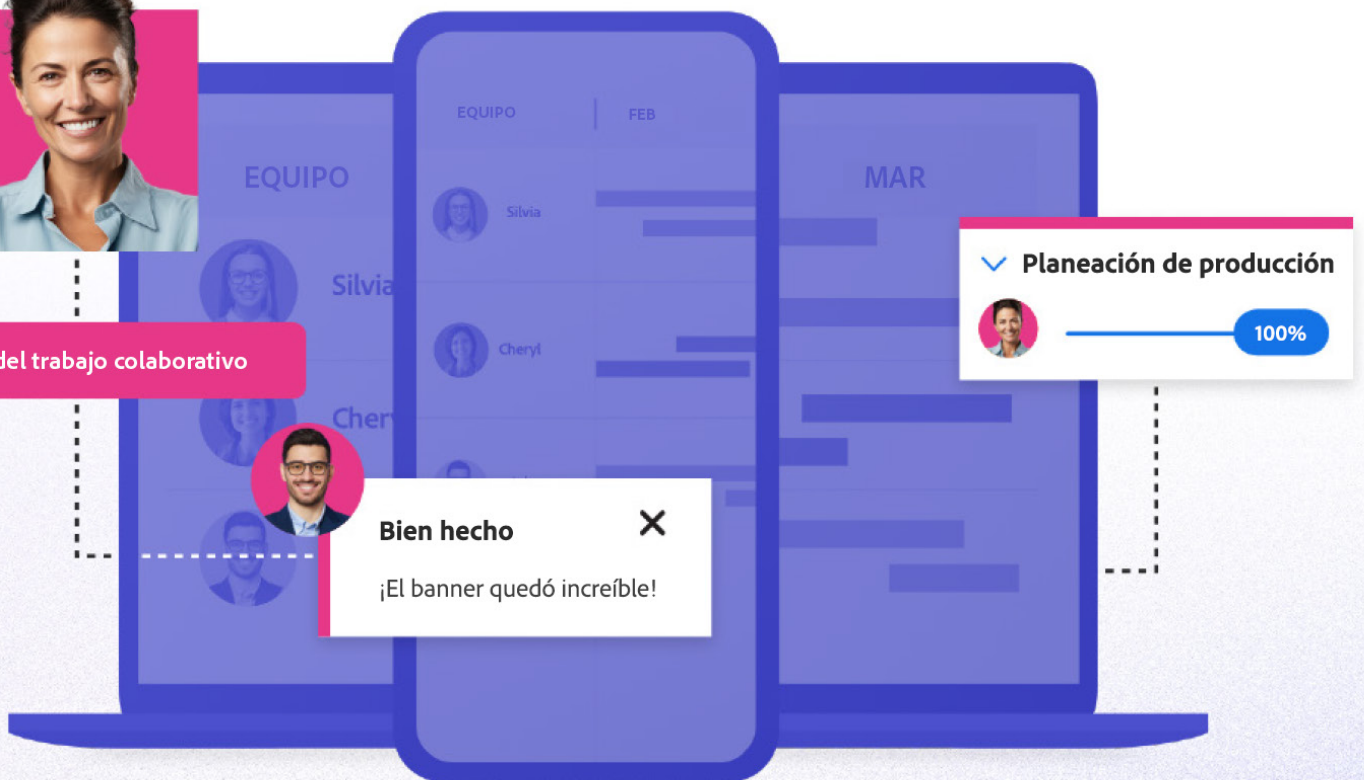 EQUIPO
FEB
EQUIPO
MAR
Silvia
Planeación de producción
Silvia
100%
Cheryl
del trabajo colaborativo
Bien hecho
¡El banner quedó increíble!